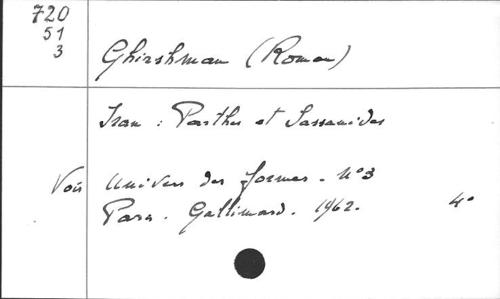 720
51
3
Ghirshman (Roman)
Iran : Parthes et Sassanides
Voir Univers des formes - N°3
Paris. Gallimard. 1962. 4°